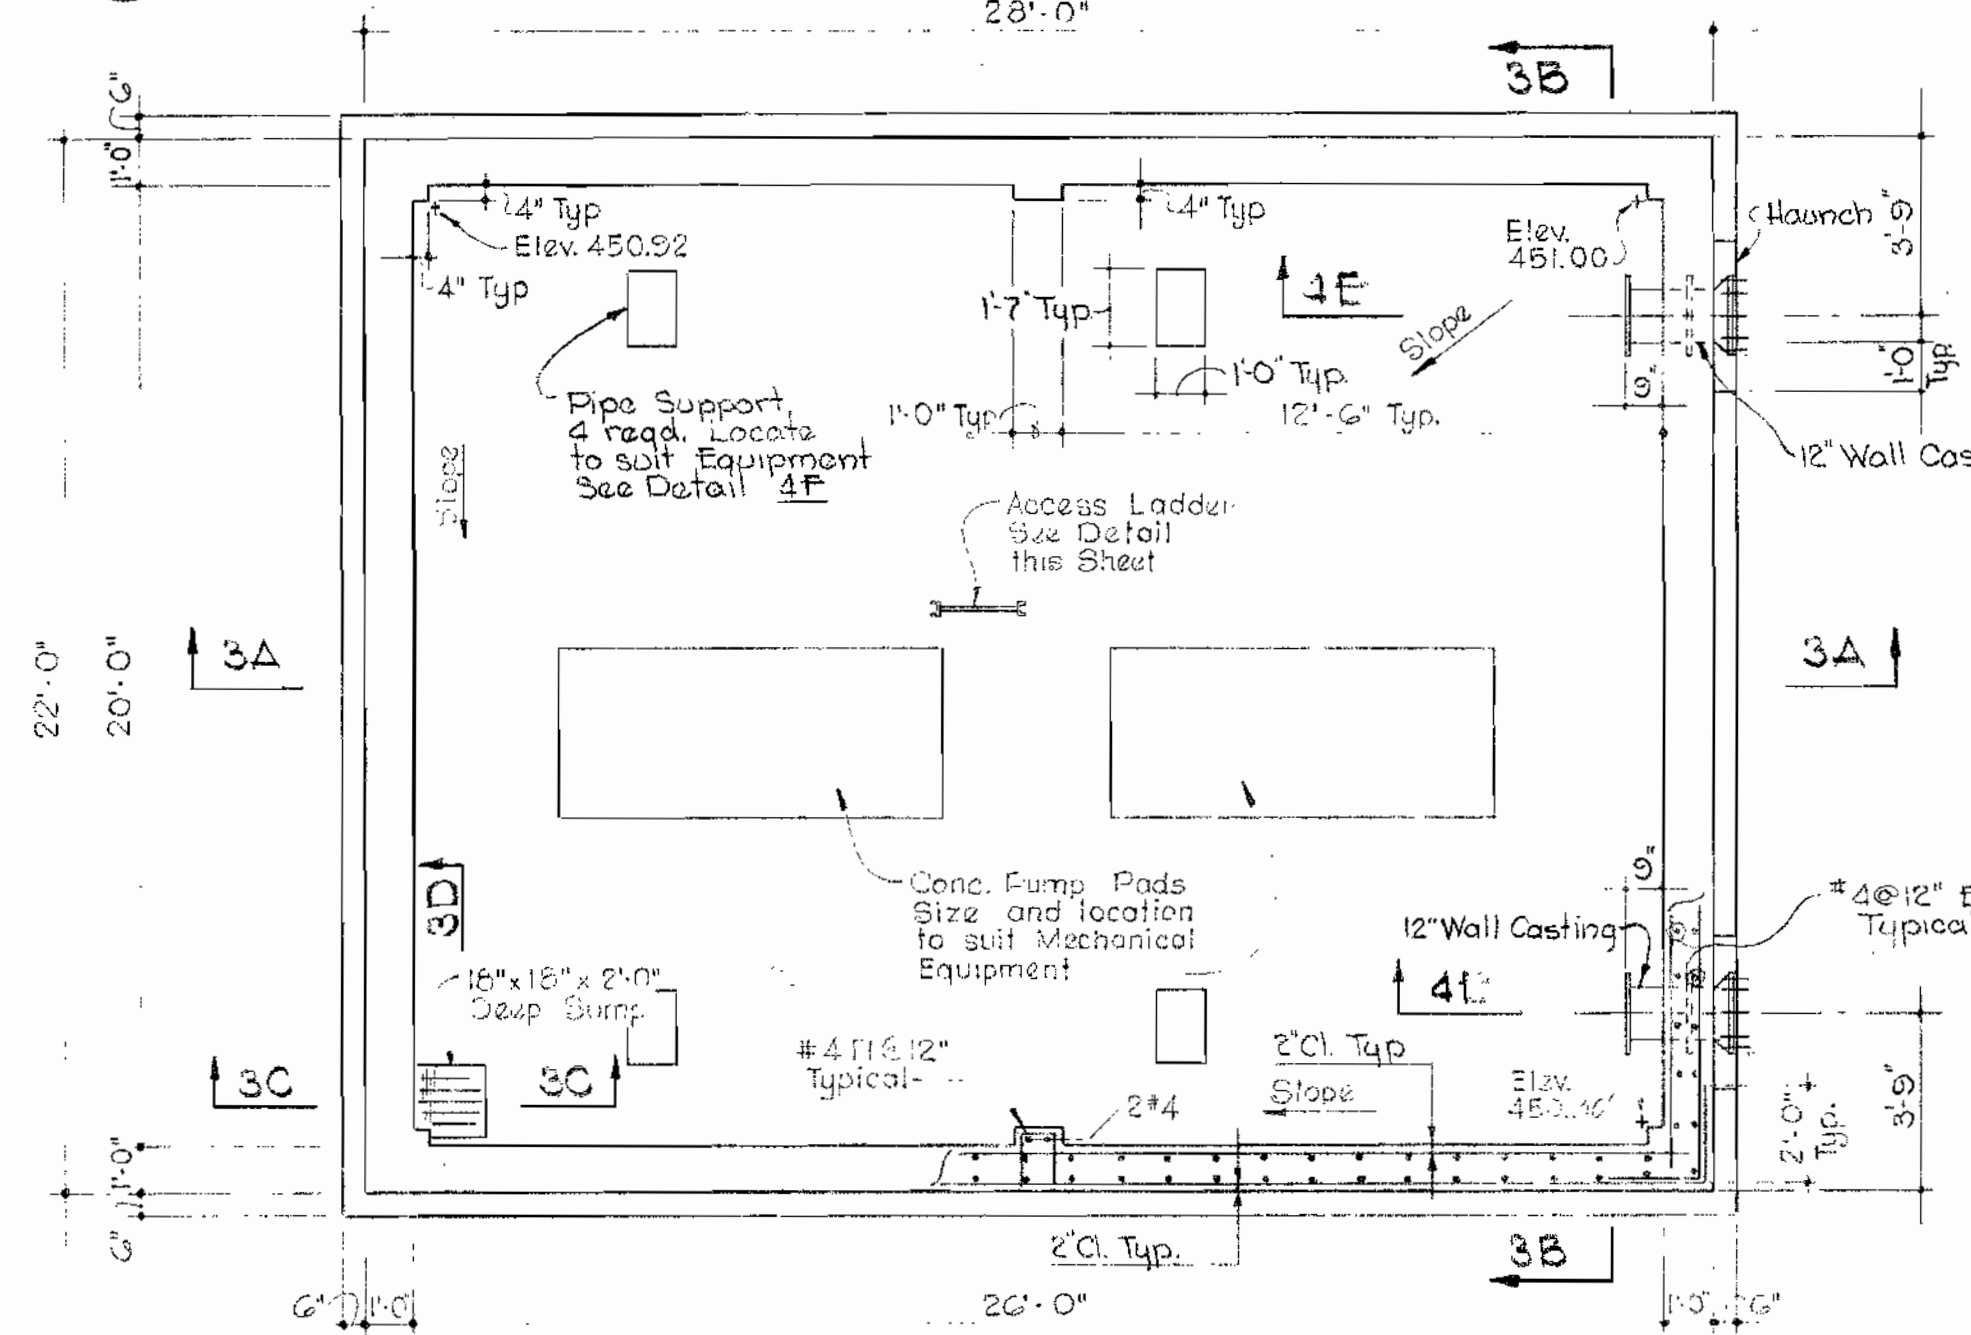 28'-0"
3B
6"
1'-0"
4" Typ
Elev. 450.92
4" Typ
4" Typ
Elev.
451.00
Haunch
3'-9"
1'-7" Typ.
4E
Slope
1'-0" Typ.
12'-6" Typ.
1'-0" Typ
9"
1'-0"
Typ.
12" Wall Cas
Pipe Support,
4 reqd. Locate
to suit Equipment
See Detail 4F
Slope
Access Ladder
See Detail
this Sheet
22'-0"
20'-0"
3A
3A
Conc. Pump Pads
Size and location
to suit Mechanical
Equipment
3D
9"
12" Wall Casting
#4@12" E
Typical
18"x18"x2'-0"
Deep Sump
3C
3C
#4 @12"
Typical
2#4
2"Cl. Typ
Slope
Elev.
2'-0"
Typ.
3'-9"
1'-0"
6"
2"Cl. Typ.
3B
6"
1'-0"
26'-0"
1'-0"
6"